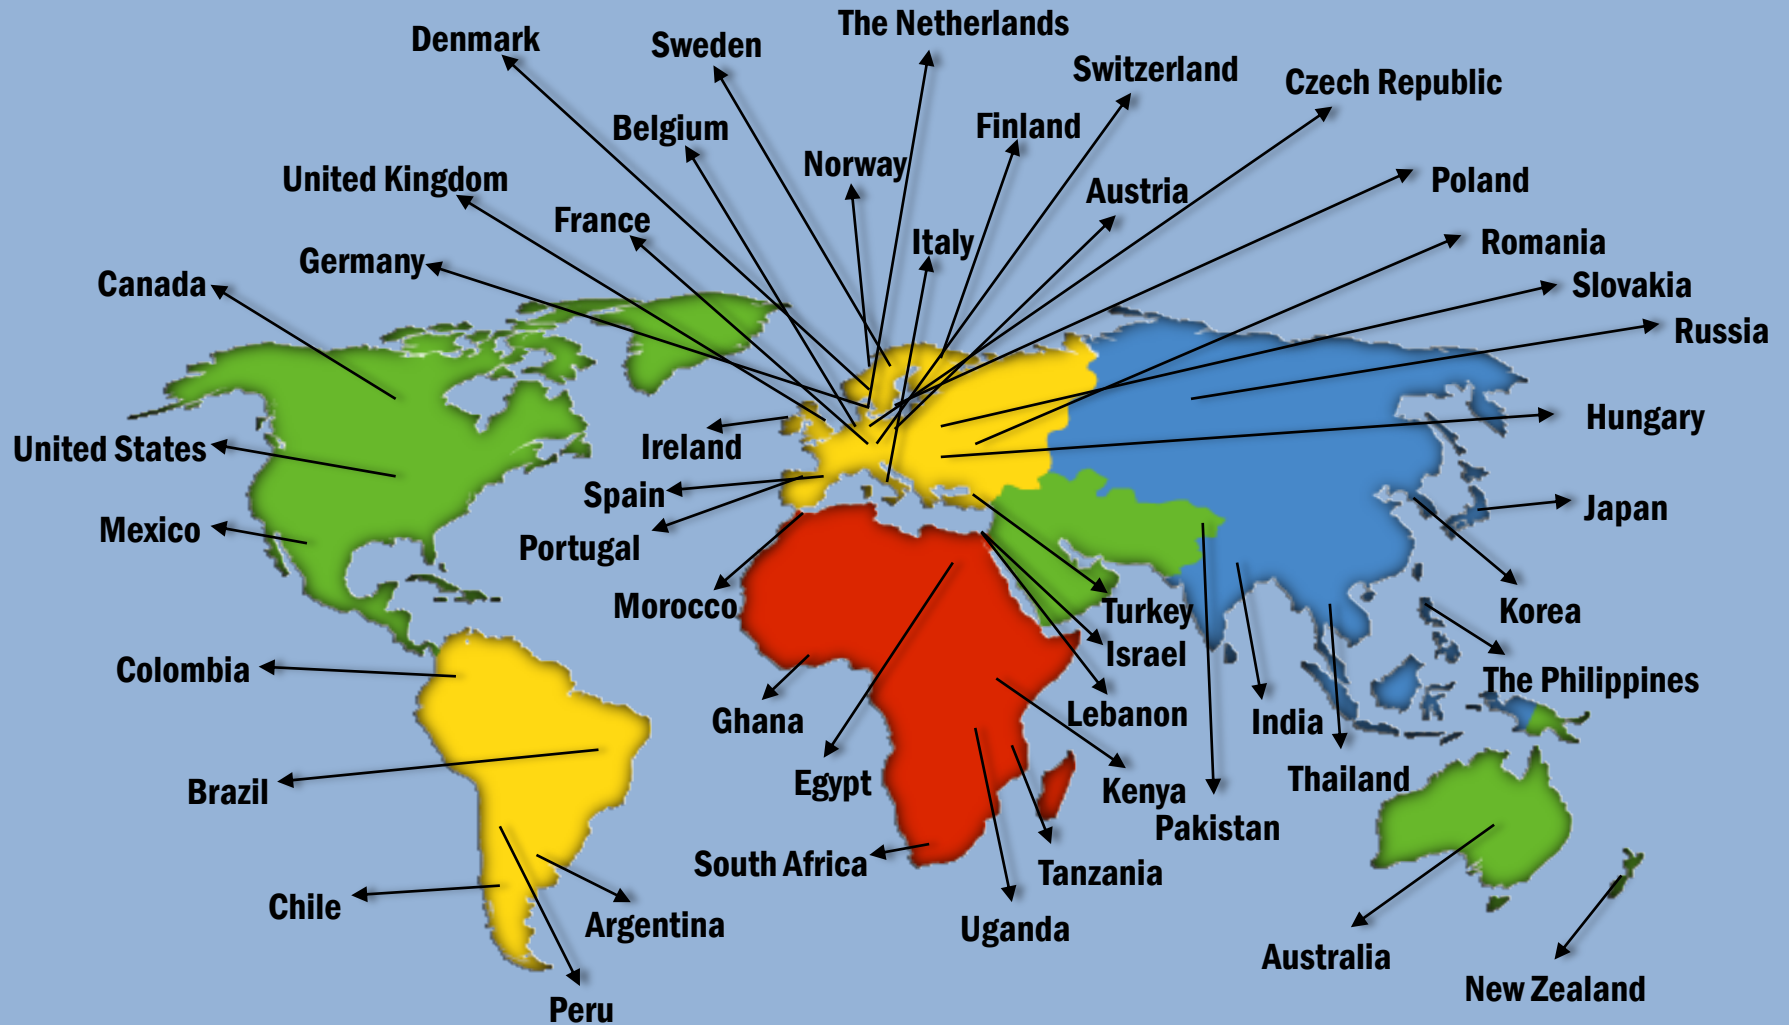 The Netherlands
Denmark
Sweden
Switzerland
Czech Republic
Belgium
Finland
Norway
United Kingdom
Austria
Poland
France
Italy
Romania
Germany
Canada
Slovakia
Russia
Hungary
Ireland
United States
Spain
Japan
Mexico
Portugal
Morocco
Turkey
Korea
Israel
Colombia
The Philippines
Ghana
Lebanon
India
Egypt
Thailand
Brazil
Kenya
Pakistan
South Africa
Tanzania
Chile
Argentina
Uganda
Australia
New Zealand
Peru